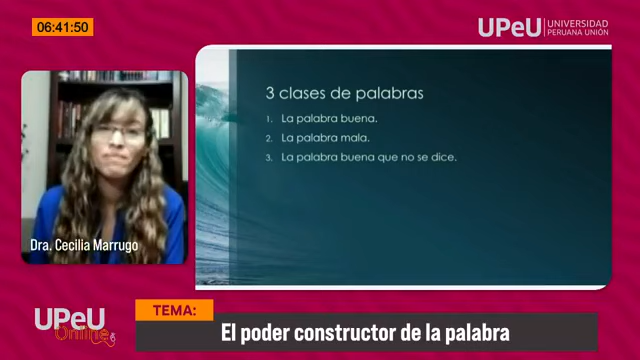 06:41:50
UPeU UNIVERSIDAD
PERUANA UNIÓN
3 clases de palabras
1. La palabra buena.
2. La palabra mala.
3. La palabra buena que no se dice.
Dra. Cecilia Marrugo
UPeU
Online
TEMA:
El poder constructor de la palabra